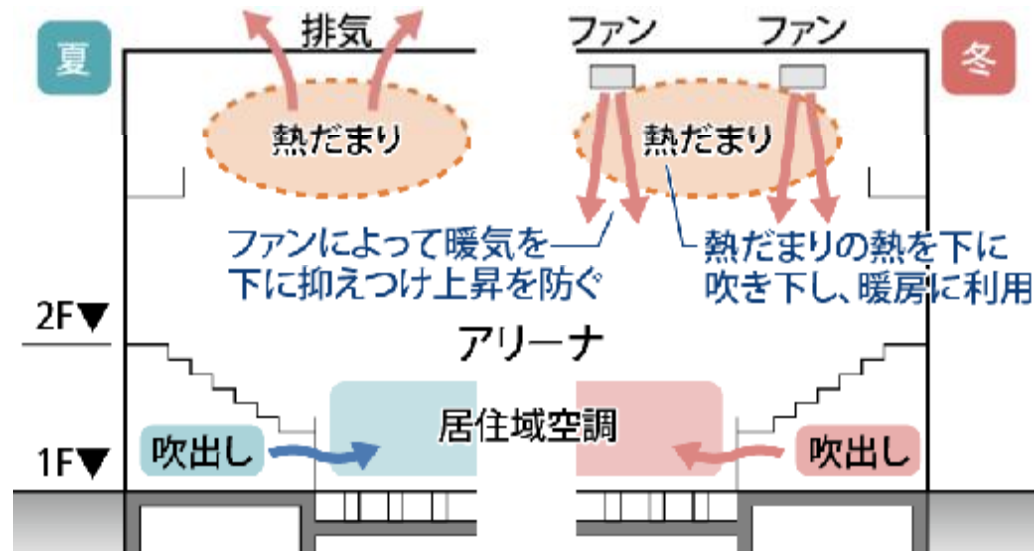 夏
排気
ファン
ファン
冬
熱だまり
熱だまり
ファンによって暖気を
下に抑えつけ上昇を防ぐ
熱だまりの熱を下に
吹き下し、暖房に利用
2F▼
アリーナ
居住域空調
吹出し
吹出し
1F▼